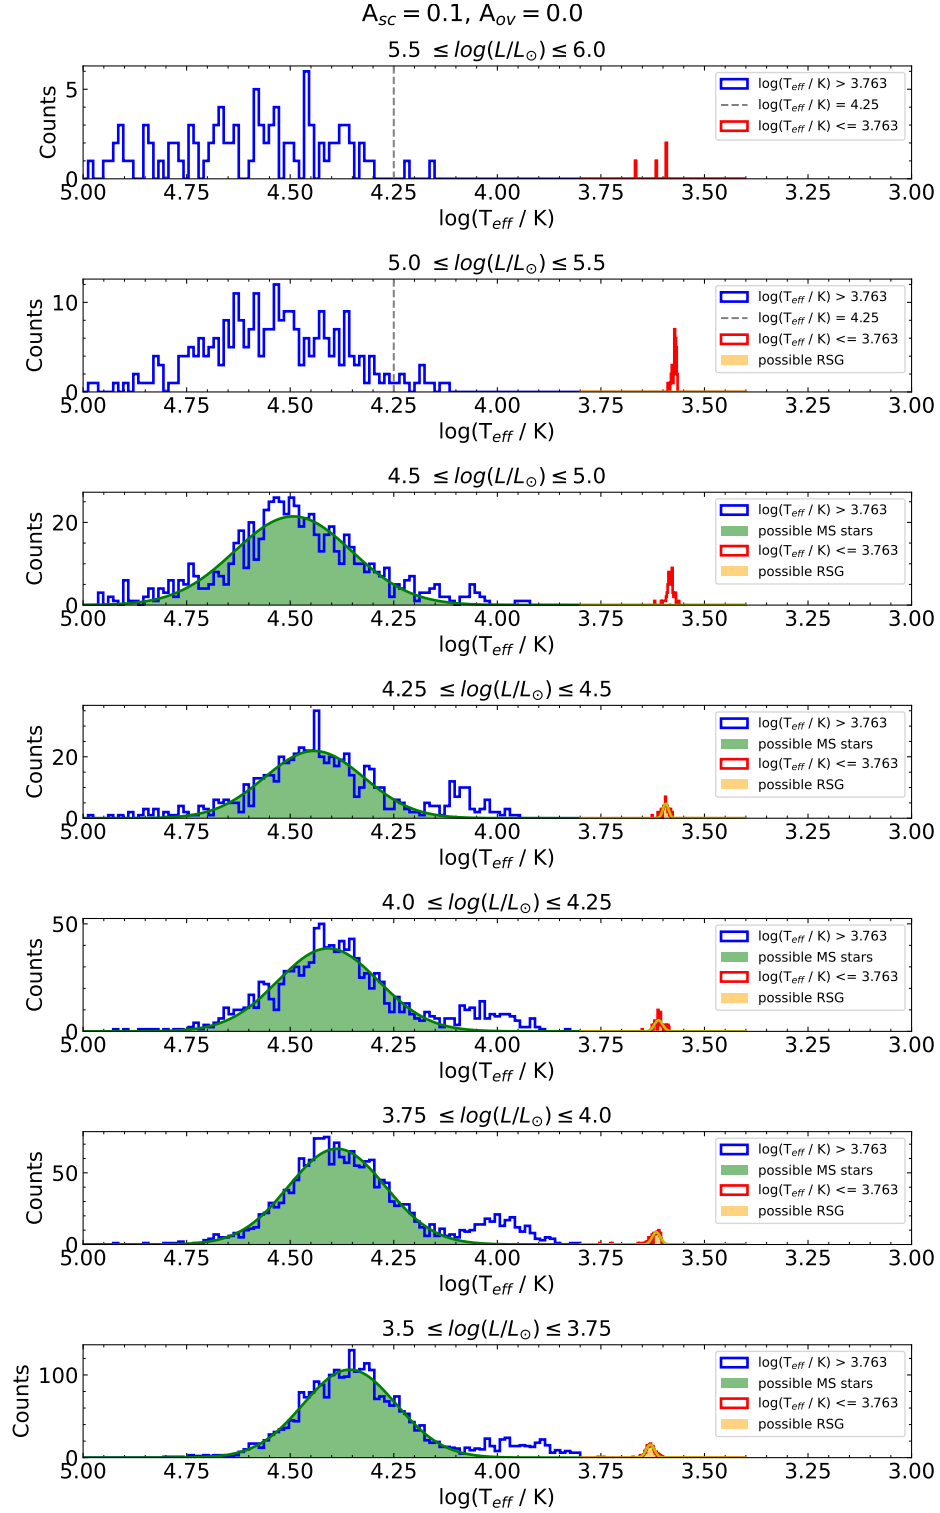 A_sc = 0.1, A_ov = 0.0
5.5 ≤ log(L/L⊙) ≤ 6.0
Counts
5
0
log(T_eff / K) > 3.763
log(T_eff / K) = 4.25
log(T_eff / K) <= 3.763
5.00 4.75 4.50 4.25 4.00 3.75 3.50 3.25 3.00
log(T_eff / K)
5.0 ≤ log(L/L⊙) ≤ 5.5
Counts
10
0
log(T_eff / K) > 3.763
log(T_eff / K) = 4.25
log(T_eff / K) <= 3.763
possible RSG
5.00 4.75 4.50 4.25 4.00 3.75 3.50 3.25 3.00
log(T_eff / K)
4.5 ≤ log(L/L⊙) ≤ 5.0
Counts
20
0
log(T_eff / K) > 3.763
possible MS stars
log(T_eff / K) <= 3.763
possible RSG
5.00 4.75 4.50 4.25 4.00 3.75 3.50 3.25 3.00
log(T_eff / K)
4.25 ≤ log(L/L⊙) ≤ 4.5
Counts
20
0
log(T_eff / K) > 3.763
possible MS stars
log(T_eff / K) <= 3.763
possible RSG
5.00 4.75 4.50 4.25 4.00 3.75 3.50 3.25 3.00
log(T_eff / K)
4.0 ≤ log(L/L⊙) ≤ 4.25
Counts
50
0
log(T_eff / K) > 3.763
possible MS stars
log(T_eff / K) <= 3.763
possible RSG
5.00 4.75 4.50 4.25 4.00 3.75 3.50 3.25 3.00
log(T_eff / K)
3.75 ≤ log(L/L⊙) ≤ 4.0
Counts
50
0
log(T_eff / K) > 3.763
possible MS stars
log(T_eff / K) <= 3.763
possible RSG
5.00 4.75 4.50 4.25 4.00 3.75 3.50 3.25 3.00
log(T_eff / K)
3.5 ≤ log(L/L⊙) ≤ 3.75
Counts
100
0
log(T_eff / K) > 3.763
possible MS stars
log(T_eff / K) <= 3.763
possible RSG
5.00 4.75 4.50 4.25 4.00 3.75 3.50 3.25 3.00
log(T_eff / K)